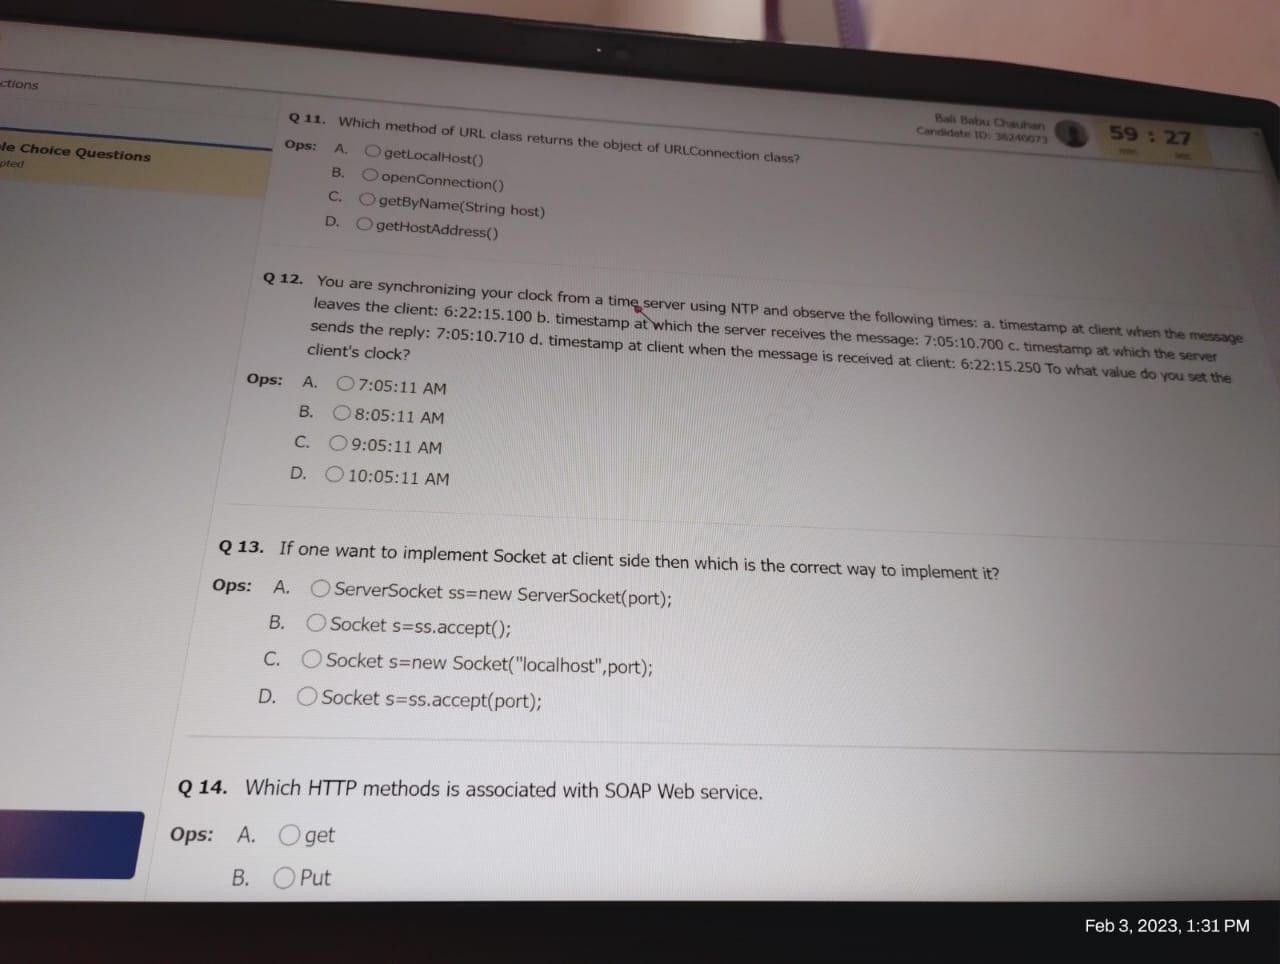 ctions
le Choice Questions
pted
Bali Babu Chauhan
Candidate ID: 36240073
59 : 27
Q 11. Which method of URL class returns the object of URLConnection class?
Ops: A. getLocalHost()
B. openConnection()
C. getByName(String host)
D. getHostAddress()
Q 12. You are synchronizing your clock from a time server using NTP and observe the following times: a. timestamp at client when the message
leaves the client: 6:22:15.100 b. timestamp at which the server receives the message: 7:05:10.700 c. timestamp at which the server
sends the reply: 7:05:10.710 d. timestamp at client when the message is received at client: 6:22:15.250 To what value do you set the
client's clock?
Ops: A. 7:05:11 AM
B. 8:05:11 AM
C. 9:05:11 AM
D. 10:05:11 AM
Q 13. If one want to implement Socket at client side then which is the correct way to implement it?
Ops: A. ServerSocket ss=new ServerSocket(port);
B. Socket s=ss.accept();
C. Socket s=new Socket("localhost",port);
D. Socket s=ss.accept(port);
Q 14. Which HTTP methods is associated with SOAP Web service.
Ops: A. get
B. Put
Feb 3, 2023, 1:31 PM